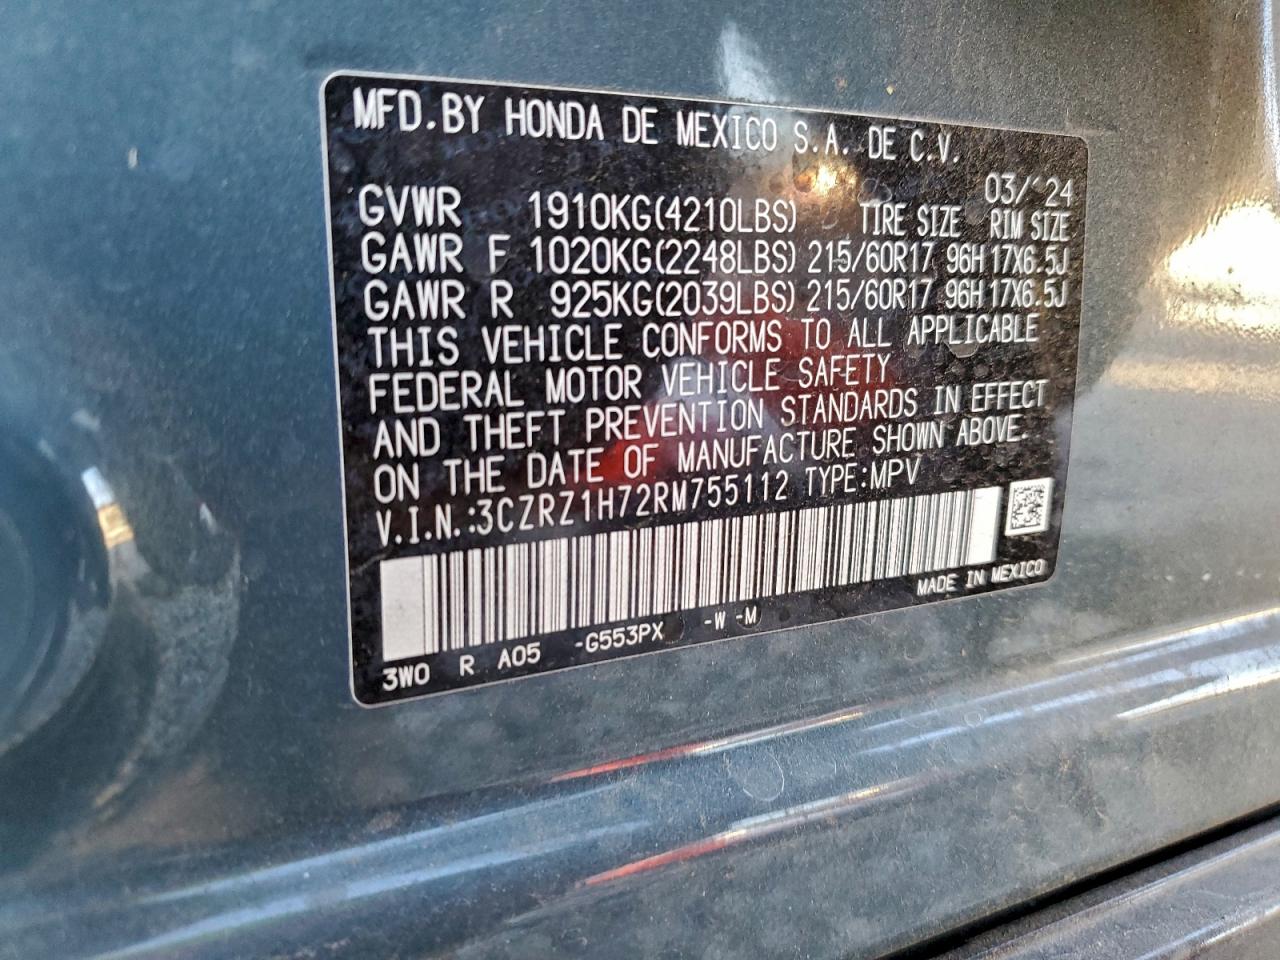 MFD.BY HONDA DE MEXICO S.A. DE C.V.
03/'24
GVWR 1910KG(4210LBS) TIRE SIZE RIM SIZE
GAWR F 1020KG(2248LBS) 215/60R17 96H 17X6.5J
GAWR R 925KG(2039LBS) 215/60R17 96H 17X6.5J
THIS VEHICLE CONFORMS TO ALL APPLICABLE
FEDERAL MOTOR VEHICLE SAFETY
AND THEFT PREVENTION STANDARDS IN EFFECT
ON THE DATE OF MANUFACTURE SHOWN ABOVE.
V.I.N.:3CZRZ1H72RM755112 TYPE:MPV
MADE IN MEXICO
3WO R A05 -G553PX -W -M